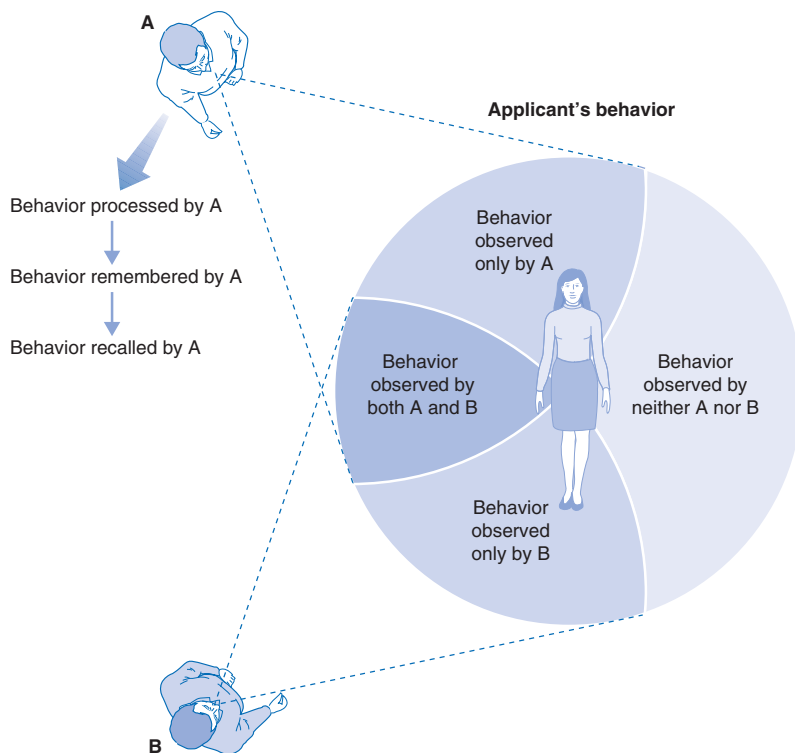 A
Applicant's behavior
Behavior processed by A
Behavior remembered by A
Behavior recalled by A
Behavior
observed
only by A
Behavior
observed by
both A and B
Behavior
observed by
neither A nor B
Behavior
observed
only by B
B